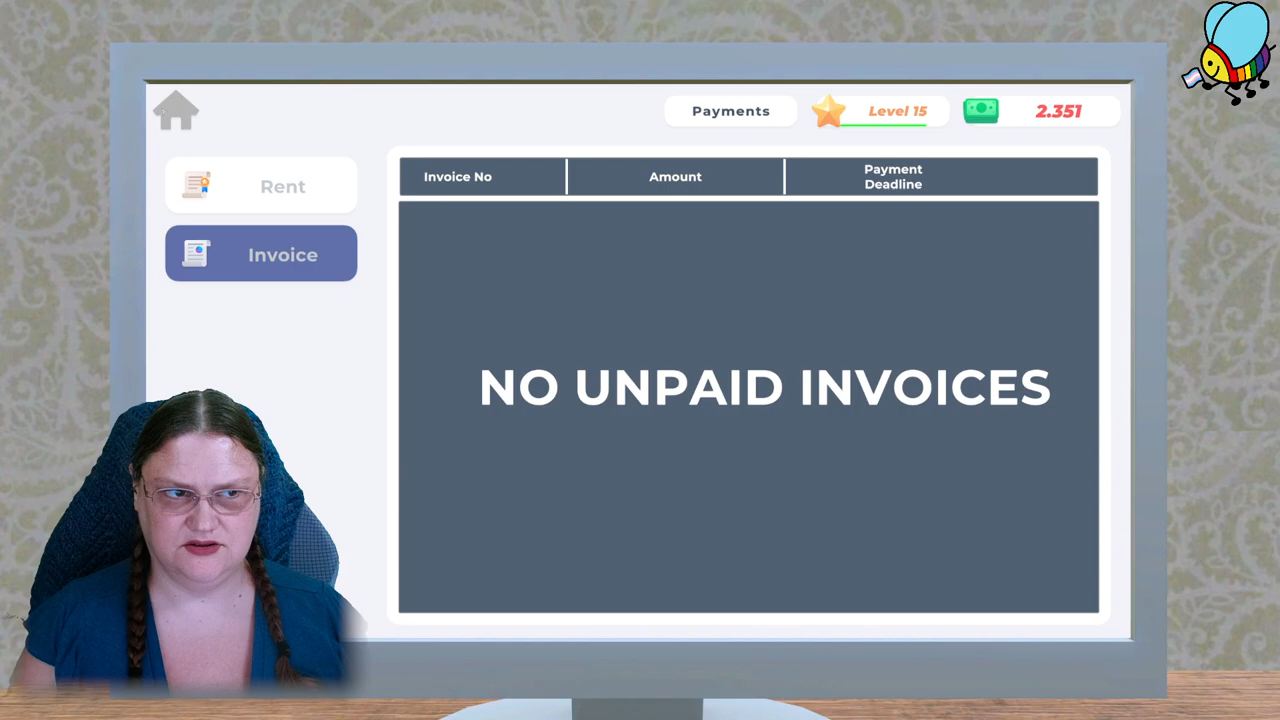 Payments
Level 15
2.351
Rent
Invoice
Invoice No
Amount
Payment
Deadline
NO UNPAID INVOICES